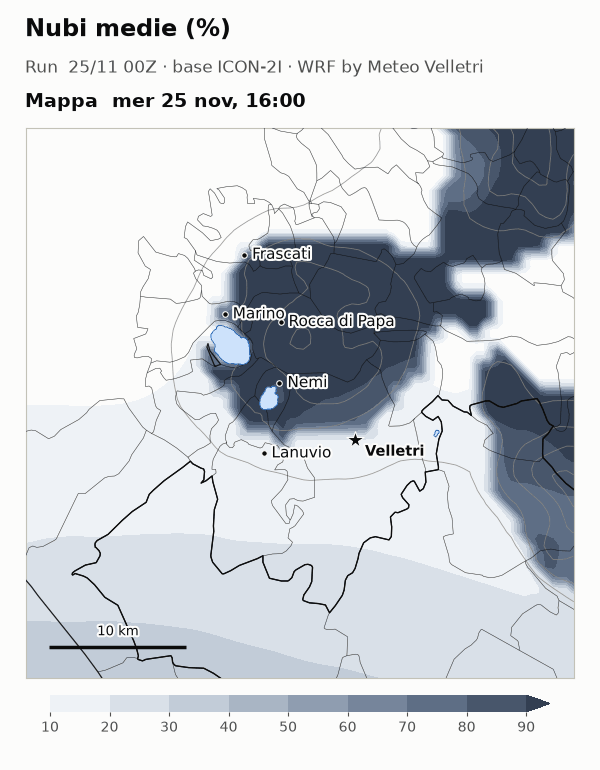 Nubi medie (%)
Run  25/11 00Z · base ICON-2I · WRF by Meteo Velletri
Mappa  mer 25 nov, 16:00
Frascati
Marino
Rocca di Papa
Nemi
Velletri
Lanuvio
10 km
10 20 30 40 50 60 70 80 90